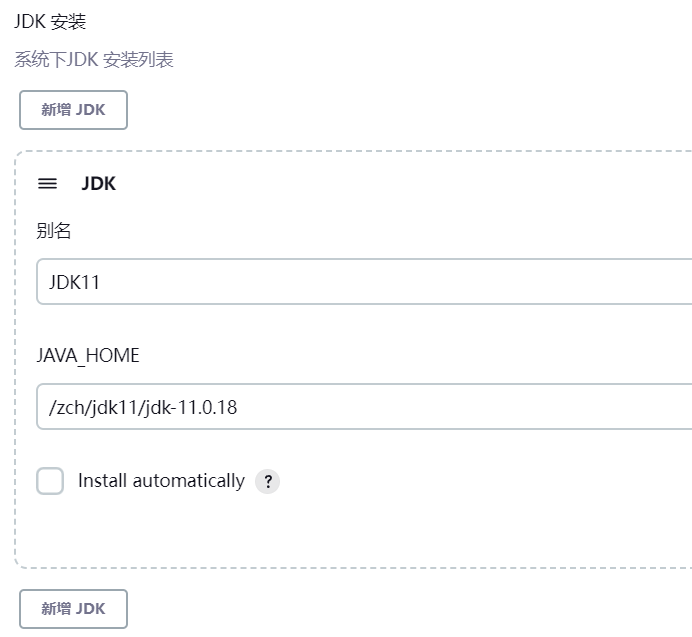 JDK 安装
系统下JDK 安装列表
新增 JDK
JDK
别名
JDK11
JAVA_HOME
/zch/jdk11/jdk-11.0.18
Install automatically ?
新增 JDK